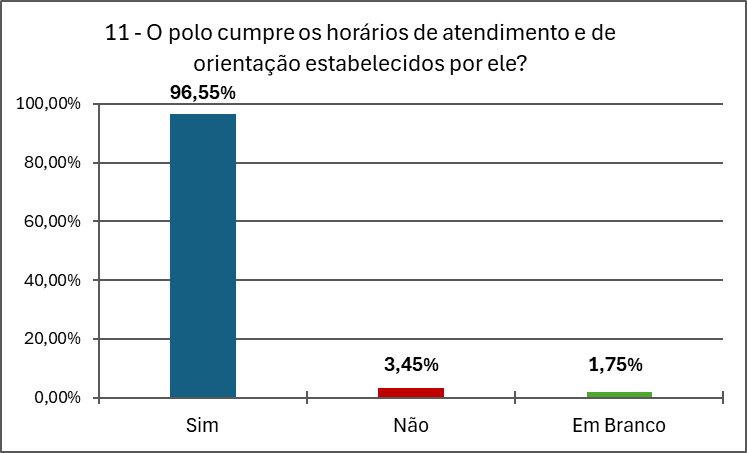 11 - O polo cumpre os horários de atendimento e de
orientação estabelecidos por ele?
96,55%
100,00%
80,00%
60,00%
40,00%
20,00%
3,45%
1,75%
0,00%
Sim
Não
Em Branco